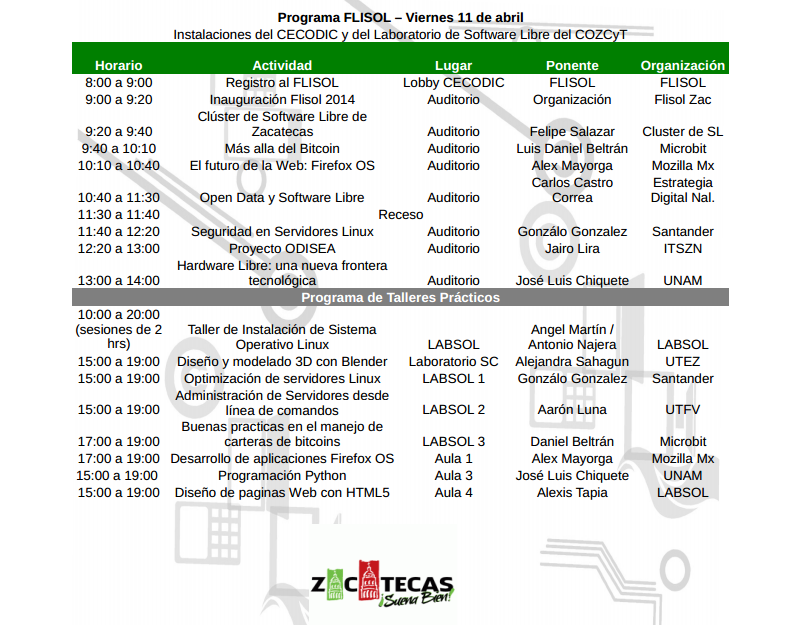 Programa FLISOL – Viernes 11 de abril
Instalaciones del CECODIC y del Laboratorio de Software Libre del COZCyT
Horario Actividad Lugar Ponente Organización
8:00 a 9:00 Registro al FLISOL Lobby CECODIC FLISOL FLISOL
9:00 a 9:20 Inauguración Flisol 2014 Auditorio Organización Flisol Zac
Clúster de Software Libre de
9:20 a 9:40 Zacatecas Auditorio Felipe Salazar Cluster de SL
9:40 a 10:10 Más alla del Bitcoin Auditorio Luis Daniel Beltrán Microbit
10:10 a 10:40 El futuro de la Web: Firefox OS Auditorio Alex Mayorga Mozilla Mx
Carlos Castro Estrategia
10:40 a 11:30 Open Data y Software Libre Auditorio Correa Digital Nal.
11:30 a 11:40 Receso
11:40 a 12:20 Seguridad en Servidores Linux Auditorio Gonzálo Gonzalez Santander
12:20 a 13:00 Proyecto ODISEA Auditorio Jairo Lira ITSZN
Hardware Libre: una nueva frontera
13:00 a 14:00 tecnológica Auditorio José Luis Chiquete UNAM
Programa de Talleres Prácticos
10:00 a 20:00
(sesiones de 2 Taller de Instalación de Sistema Angel Martín /
hrs) Operativo Linux LABSOL Antonio Najera LABSOL
15:00 a 19:00 Diseño y modelado 3D con Blender Laboratorio SC Alejandra Sahagun UTEZ
15:00 a 19:00 Optimización de servidores Linux LABSOL 1 Gonzálo Gonzalez Santander
Administración de Servidores desde
15:00 a 19:00 línea de comandos LABSOL 2 Aarón Luna UTFV
Buenas practicas en el manejo de
17:00 a 19:00 carteras de bitcoins LABSOL 3 Daniel Beltrán Microbit
17:00 a 19:00 Desarrollo de aplicaciones Firefox OS Aula 1 Alex Mayorga Mozilla Mx
15:00 a 19:00 Programación Python Aula 3 José Luis Chiquete UNAM
15:00 a 19:00 Diseño de paginas Web con HTML5 Aula 4 Alexis Tapia LABSOL
ZACATECAS
¡Suena Bien!